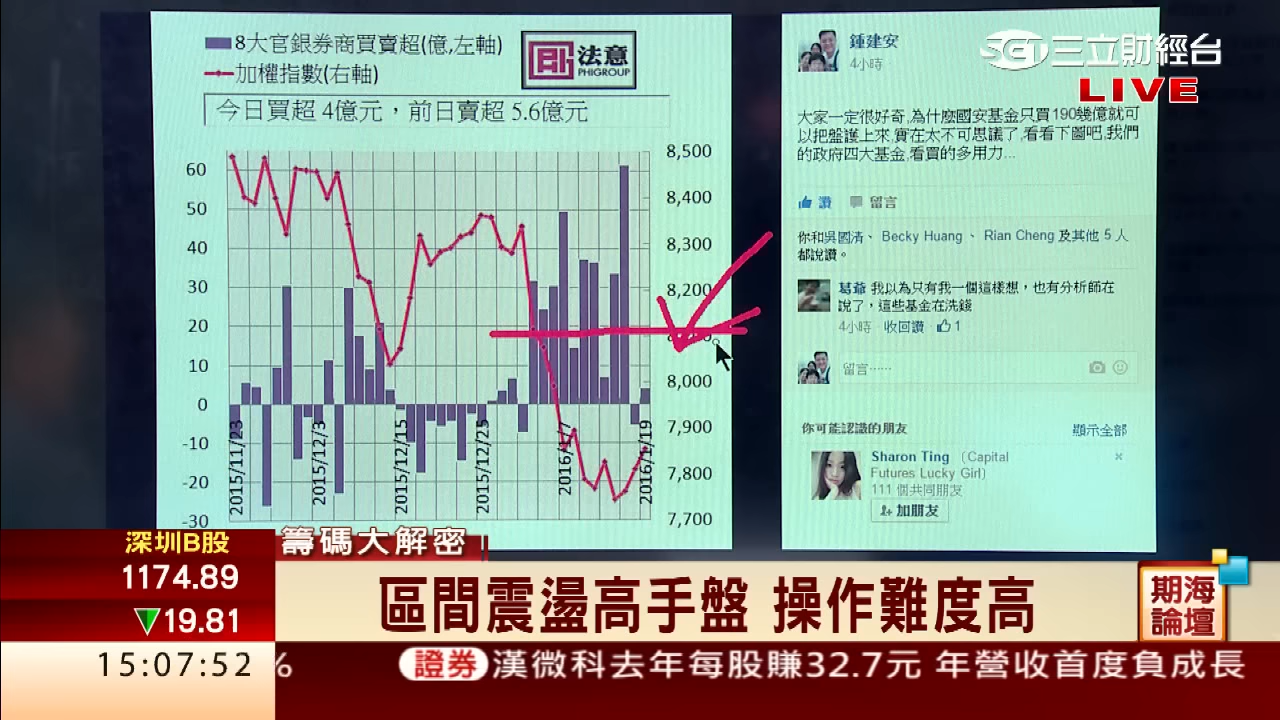 8大官銀券商買賣超(億,左軸)
加權指數(右軸)
法意
PHIGROUP
今日買超 4億元，前日賣超 5.6億元
60
50
40
30
20
10
0
-10
-20
-30
8,500
8,400
8,300
8,200
8,000
7,900
7,800
7,700
2015/11/23
2015/12/3
2015/12/15
2015/12/25
2016/1/7
2016/1/19
鍾建安
4小時
大家一定很好奇,為什麼國安基金只買190幾億就可
以把盤護上來,實在太不可思議了,看看下圖吧,我們
的政府四大基金,看買的多用力...
讚 留言
你和吳國清、 Becky Huang 、 Rian Cheng 及其他 5 人
都說讚。
葛爺 我以為只有我一個這樣想，也有分析師在
說了，這些基金在洗錢
4小時 · 收回讚 · 1
留言……
你可能認識的朋友 顯示全部
Sharon Ting （Capital
Futures Lucky Girl）
111 個共同朋友
加朋友
SET 三立財經台
LIVE
深圳B股
1174.89
▼19.81
15:07:52
籌碼大解密
區間震盪高手盤 操作難度高
期海
論壇
% 證券 漢微科去年每股賺32.7元 年營收首度負成長